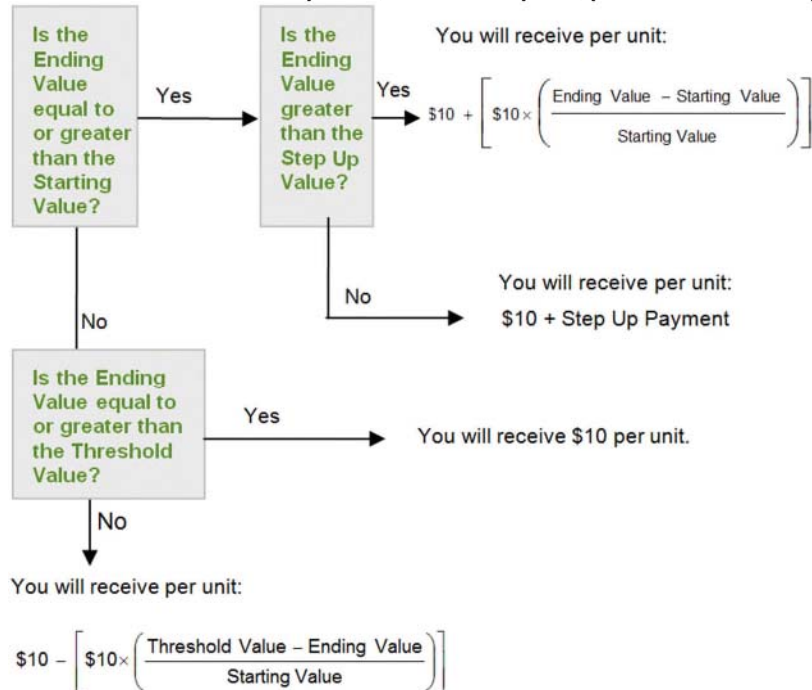 Is the
Ending
Value
equal to
or greater
than the
Starting
Value?
Yes
Is the
Ending
Value
greater
than the
Step Up
Value?
Yes
You will receive per unit:
$10 + [ $10 × ( Ending Value – Starting Value / Starting Value ) ]
No
You will receive per unit:
$10 + Step Up Payment
No
Is the Ending
Value equal to
or greater than
the Threshold
Value?
Yes
You will receive $10 per unit.
No
You will receive per unit:
$10 – [ $10× ( Threshold Value – Ending Value / Starting Value ) ]